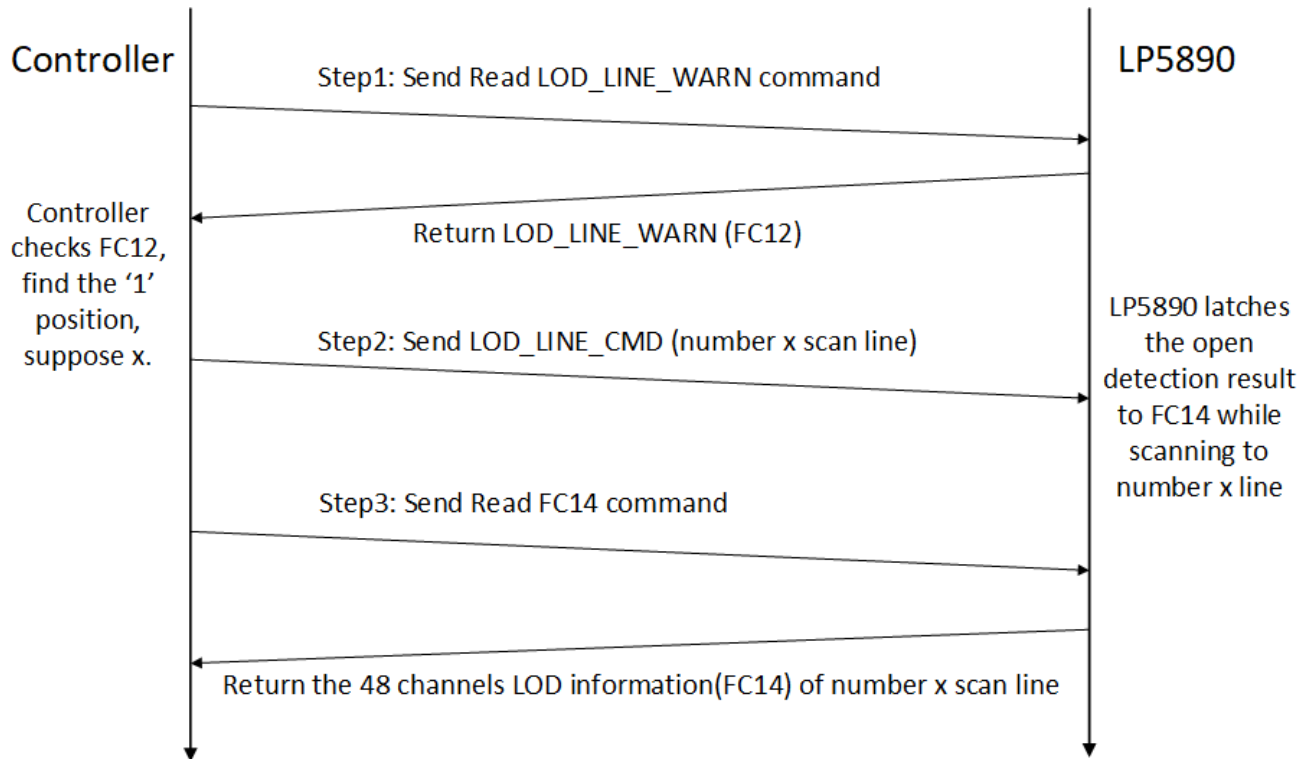 Controller
LP5890
Step1: Send Read LOD_LINE_WARN command
Return LOD_LINE_WARN (FC12)
Controller
checks FC12,
find the ‘1’
position,
suppose x.
Step2: Send LOD_LINE_CMD (number x scan line)
LP5890 latches
the open
detection result
to FC14 while
scanning to
number x line
Step3: Send Read FC14 command
Return the 48 channels LOD information(FC14) of number x scan line